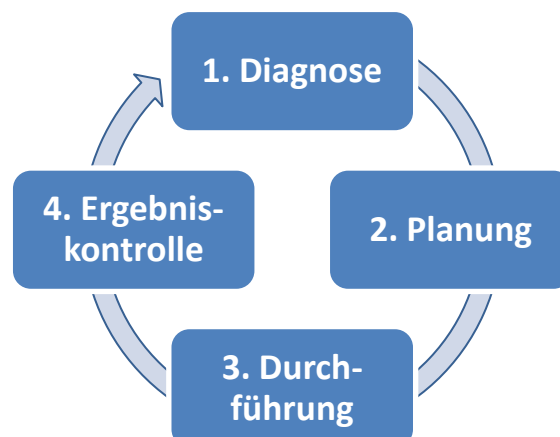 1. Diagnose
2. Planung
3. Durch-
führung
4. Ergebnis-
kontrolle